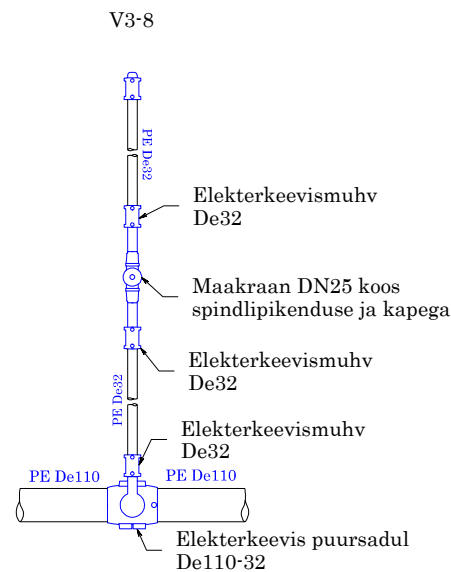 V3-8
PE De32
Elekterkeevismuhv
De32
Maakraan DN25 koos
spindlipikenduse ja kapega
Elekterkeevismuhv
De32
PE De32
Elekterkeevismuhv
De32
PE De110
PE De110
Elekterkeevis puursadul
De110-32